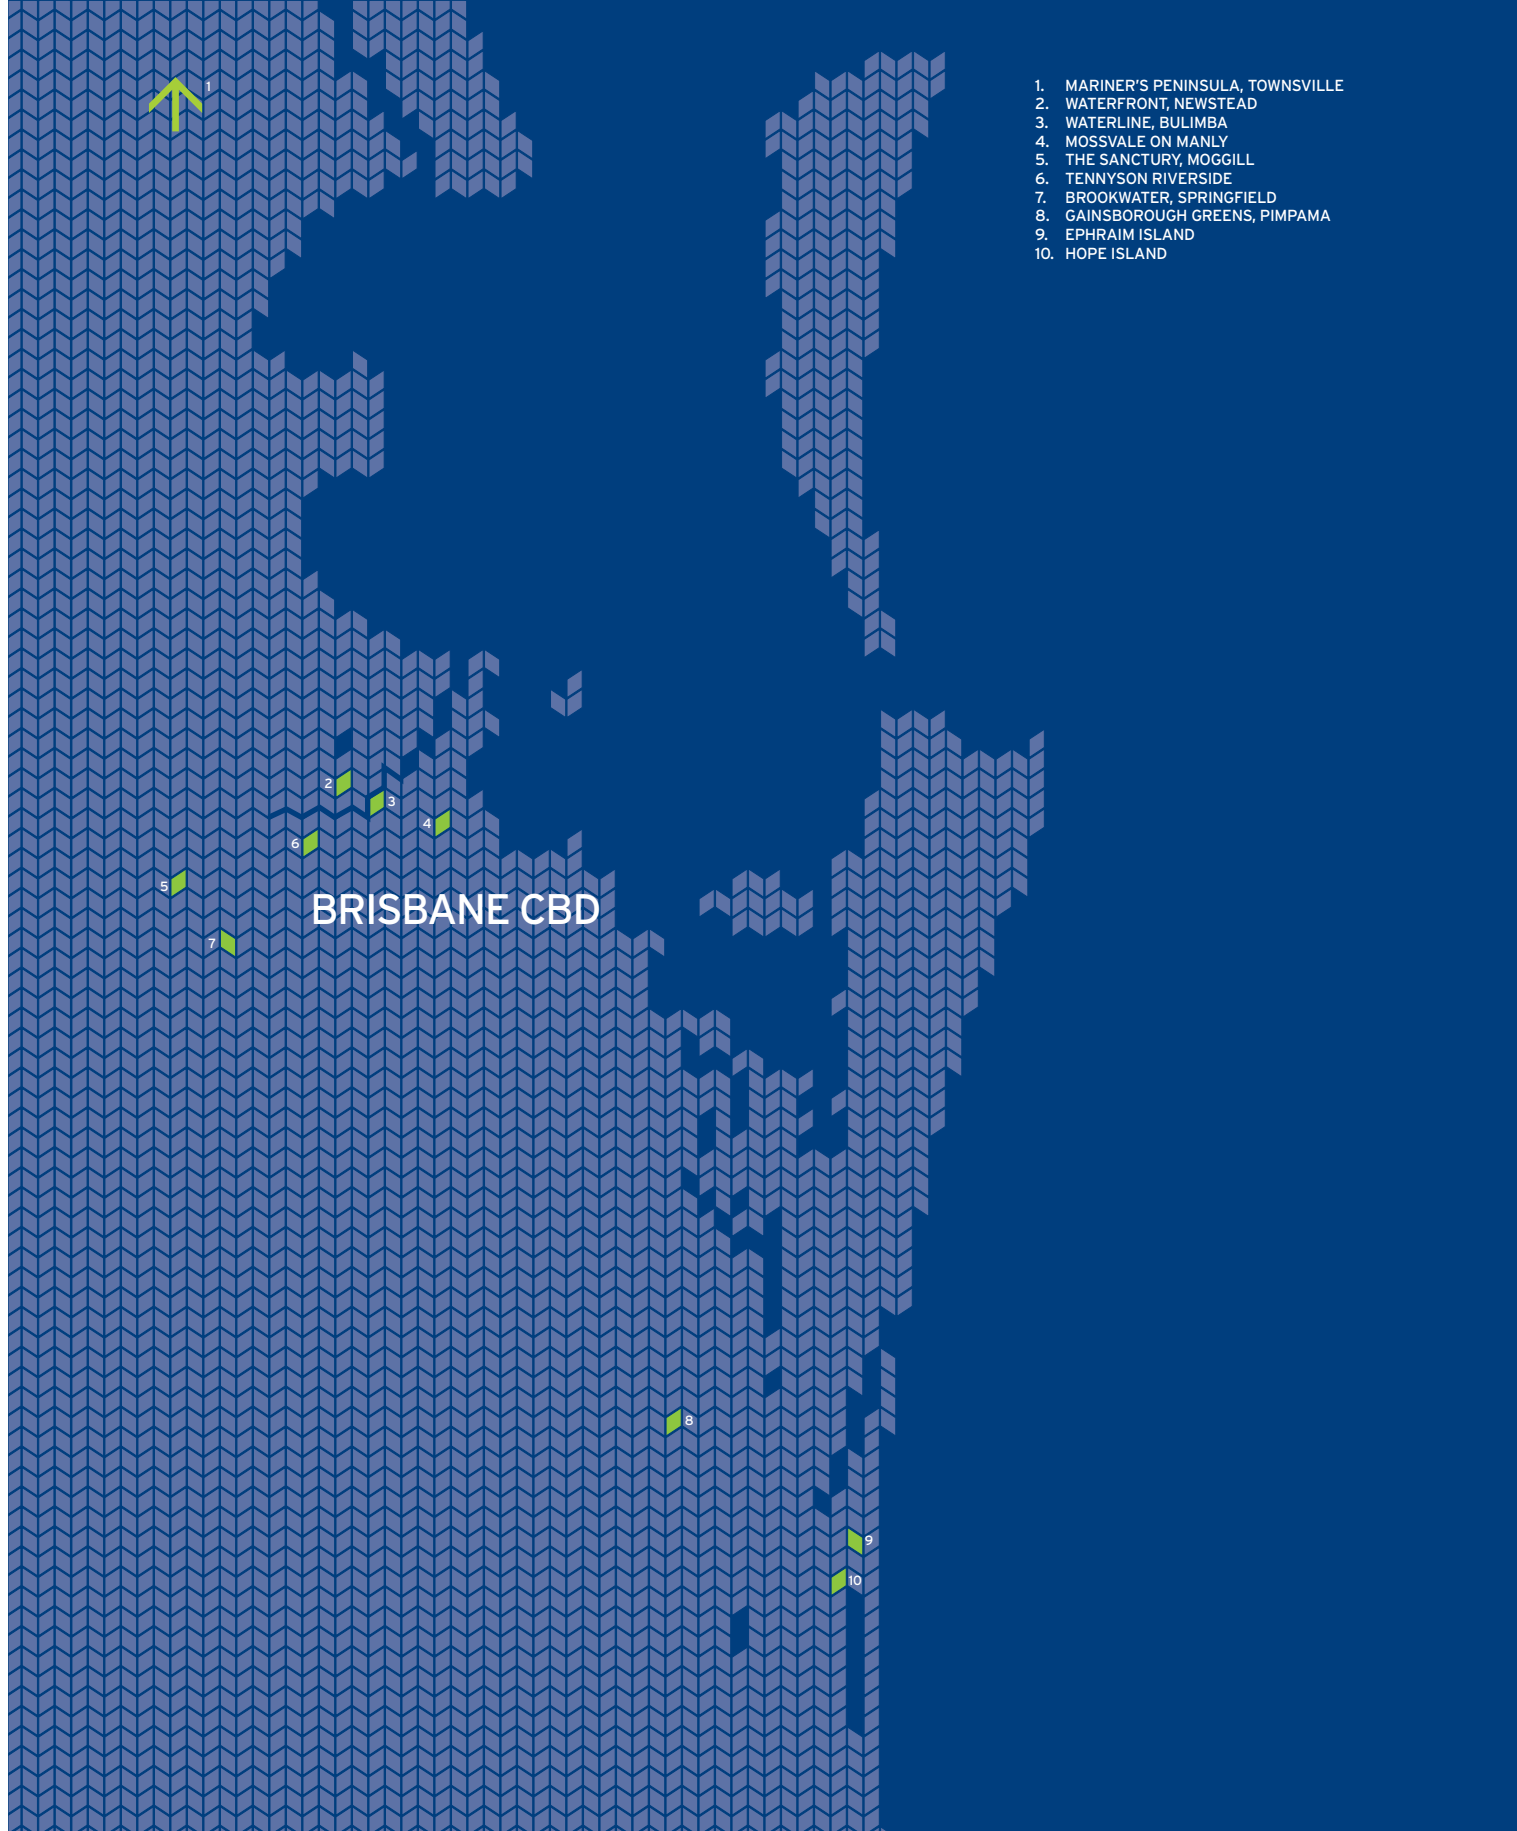 1
1. MARINER'S PENINSULA, TOWNSVILLE
2. WATERFRONT, NEWSTEAD
3. WATERLINE, BULIMBA
4. MOSSVALE ON MANLY
5. THE SANCTURY, MOGGILL
6. TENNYSON RIVERSIDE
7. BROOKWATER, SPRINGFIELD
8. GAINSBOROUGH GREENS, PIMPAMA
9. EPHRAIM ISLAND
10. HOPE ISLAND
2
3
4
6
5
BRISBANE CBD
7
8
9
10